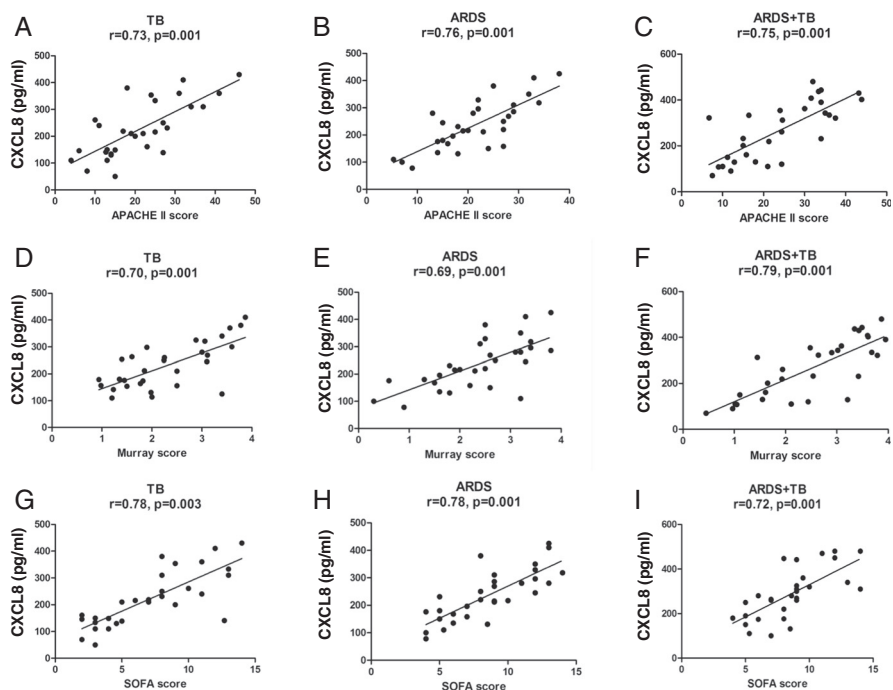 A
TB
r=0.73, p=0.001
CXCL8 (pg/ml)
500
400
300
200
100
0
0 10 20 30 40 50
APACHE II score
B
ARDS
r=0.76, p=0.001
CXCL8 (pg/ml)
500
400
300
200
100
0
0 10 20 30 40
APACHE II score
C
ARDS+TB
r=0.75, p=0.001
CXCL8 (pg/ml)
600
400
200
0
0 10 20 30 40 50
APACHE II score
D
TB
r=0.70, p=0.001
CXCL8 (pg/ml)
500
400
300
200
100
0
0 1 2 3 4
Murray score
E
ARDS
r=0.69, p=0.001
CXCL8 (pg/ml)
500
400
300
200
100
0
0 1 2 3 4
Murray score
F
ARDS+TB
r=0.79, p=0.001
CXCL8 (pg/ml)
600
400
200
0
0 1 2 3 4
Murray score
G
TB
r=0.78, p=0.003
CXCL8 (pg/ml)
500
400
300
200
100
0
0 5 10 15
SOFA score
H
ARDS
r=0.78, p=0.001
CXCL8 (pg/ml)
500
400
300
200
100
0
0 5 10 15
SOFA score
I
ARDS+TB
r=0.72, p=0.001
CXCL8 (pg/ml)
600
400
200
0
0 5 10 15
SOFA score